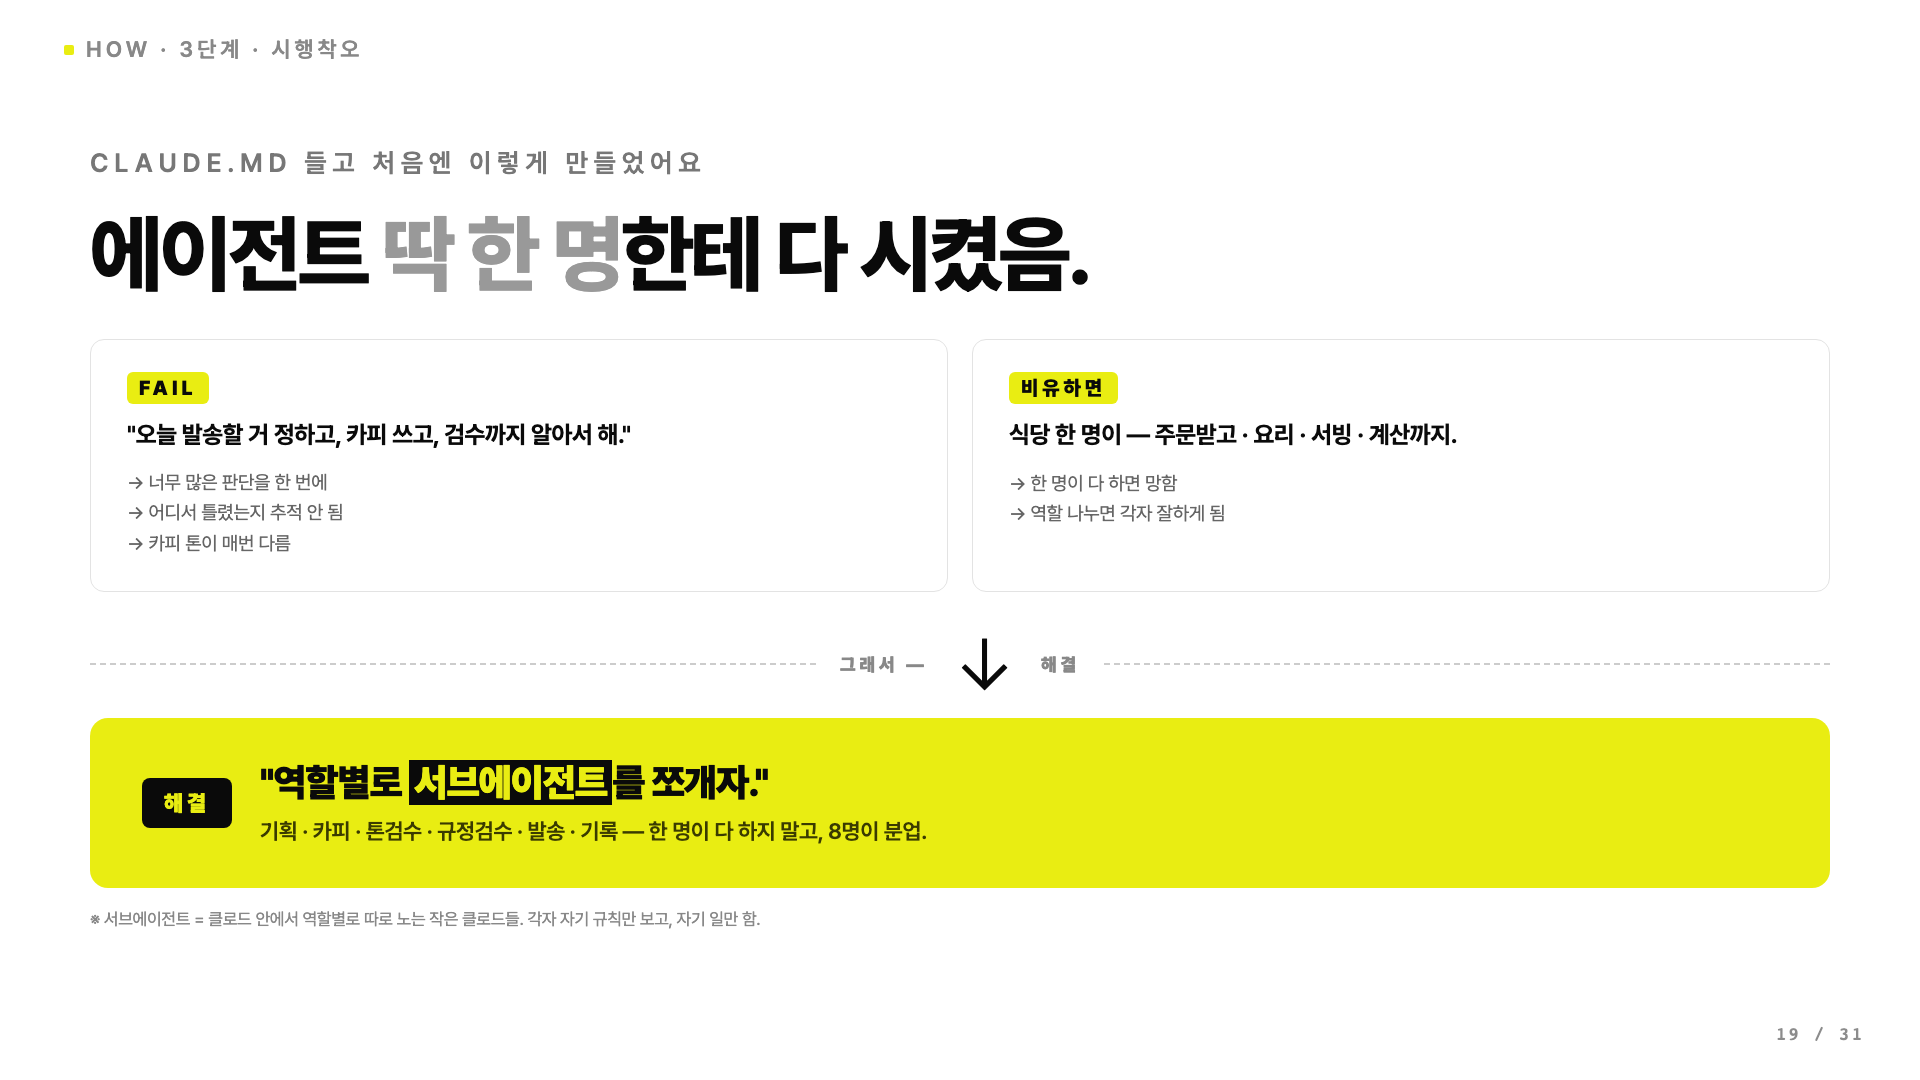 HOW · 3단계 · 시행착오
CLAUDE.MD 들고 처음엔 이렇게 만들었어요
에이전트 딱 한 명한테 다 시켰음.
FAIL
"오늘 발송할 거 정하고, 카피 쓰고, 검수까지 알아서 해."
→ 너무 많은 판단을 한 번에
→ 어디서 틀렸는지 추적 안 됨
→ 카피 톤이 매번 다름
비유하면
식당 한 명이 — 주문받고 · 요리 · 서빙 · 계산까지.
→ 한 명이 다 하면 망함
→ 역할 나누면 각자 잘하게 됨
그래서 — ↓ 해결
해결
"역할별로 서브에이전트를 쪼개자."
기획 · 카피 · 톤검수 · 규정검수 · 발송 · 기록 — 한 명이 다 하지 말고, 8명이 분업.
※ 서브에이전트 = 클로드 안에서 역할별로 따로 노는 작은 클로드들. 각자 자기 규칙만 보고, 자기 일만 함.
19 / 31